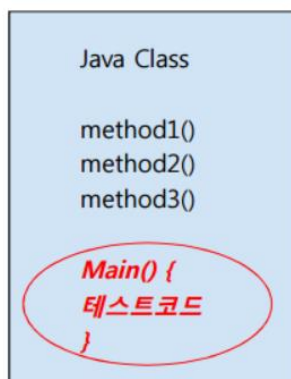 Java Class
method1()
method2()
method3()
Main() {
테스트코드
}